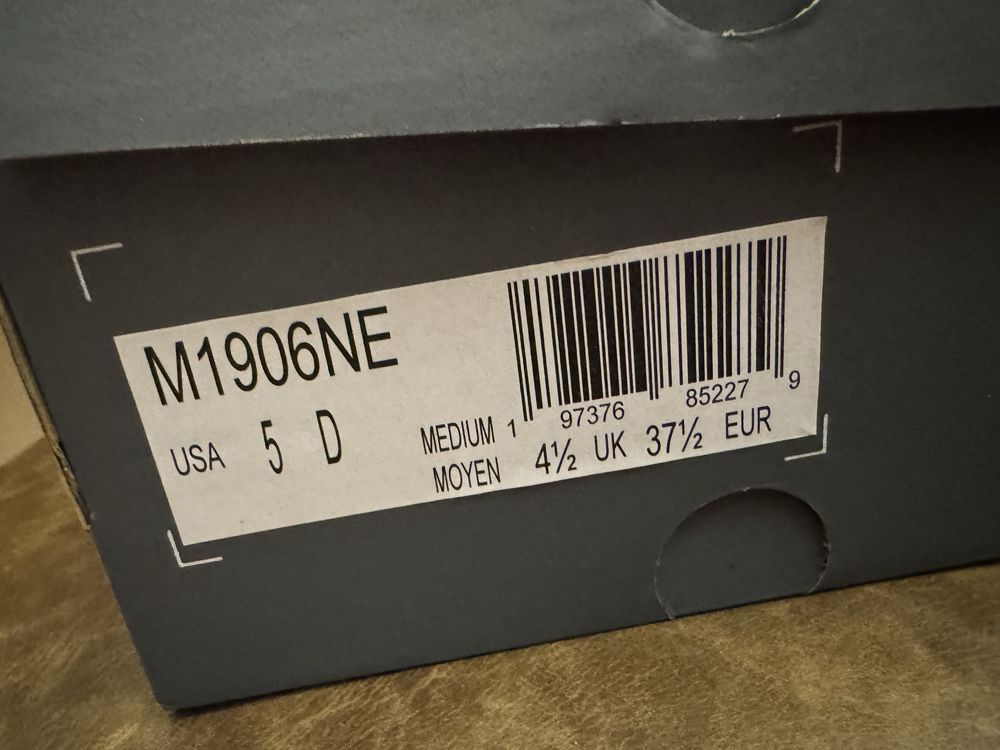 M1906NE
USA 5 D
MEDIUM
MOYEN
1 97376 85227 9
4½ UK 37½ EUR